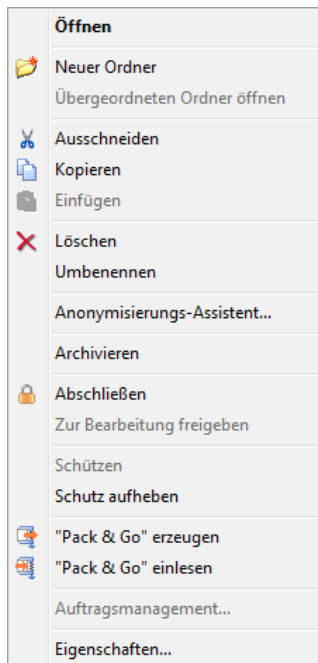 Öffnen
Neuer Ordner
Übergeordneten Ordner öffnen
Ausschneiden
Kopieren
Einfügen
Löschen
Umbenennen
Anonymisierungs-Assistent...
Archivieren
Abschließen
Zur Bearbeitung freigeben
Schützen
Schutz aufheben
"Pack & Go" erzeugen
"Pack & Go" einlesen
Auftragsmanagement...
Eigenschaften...